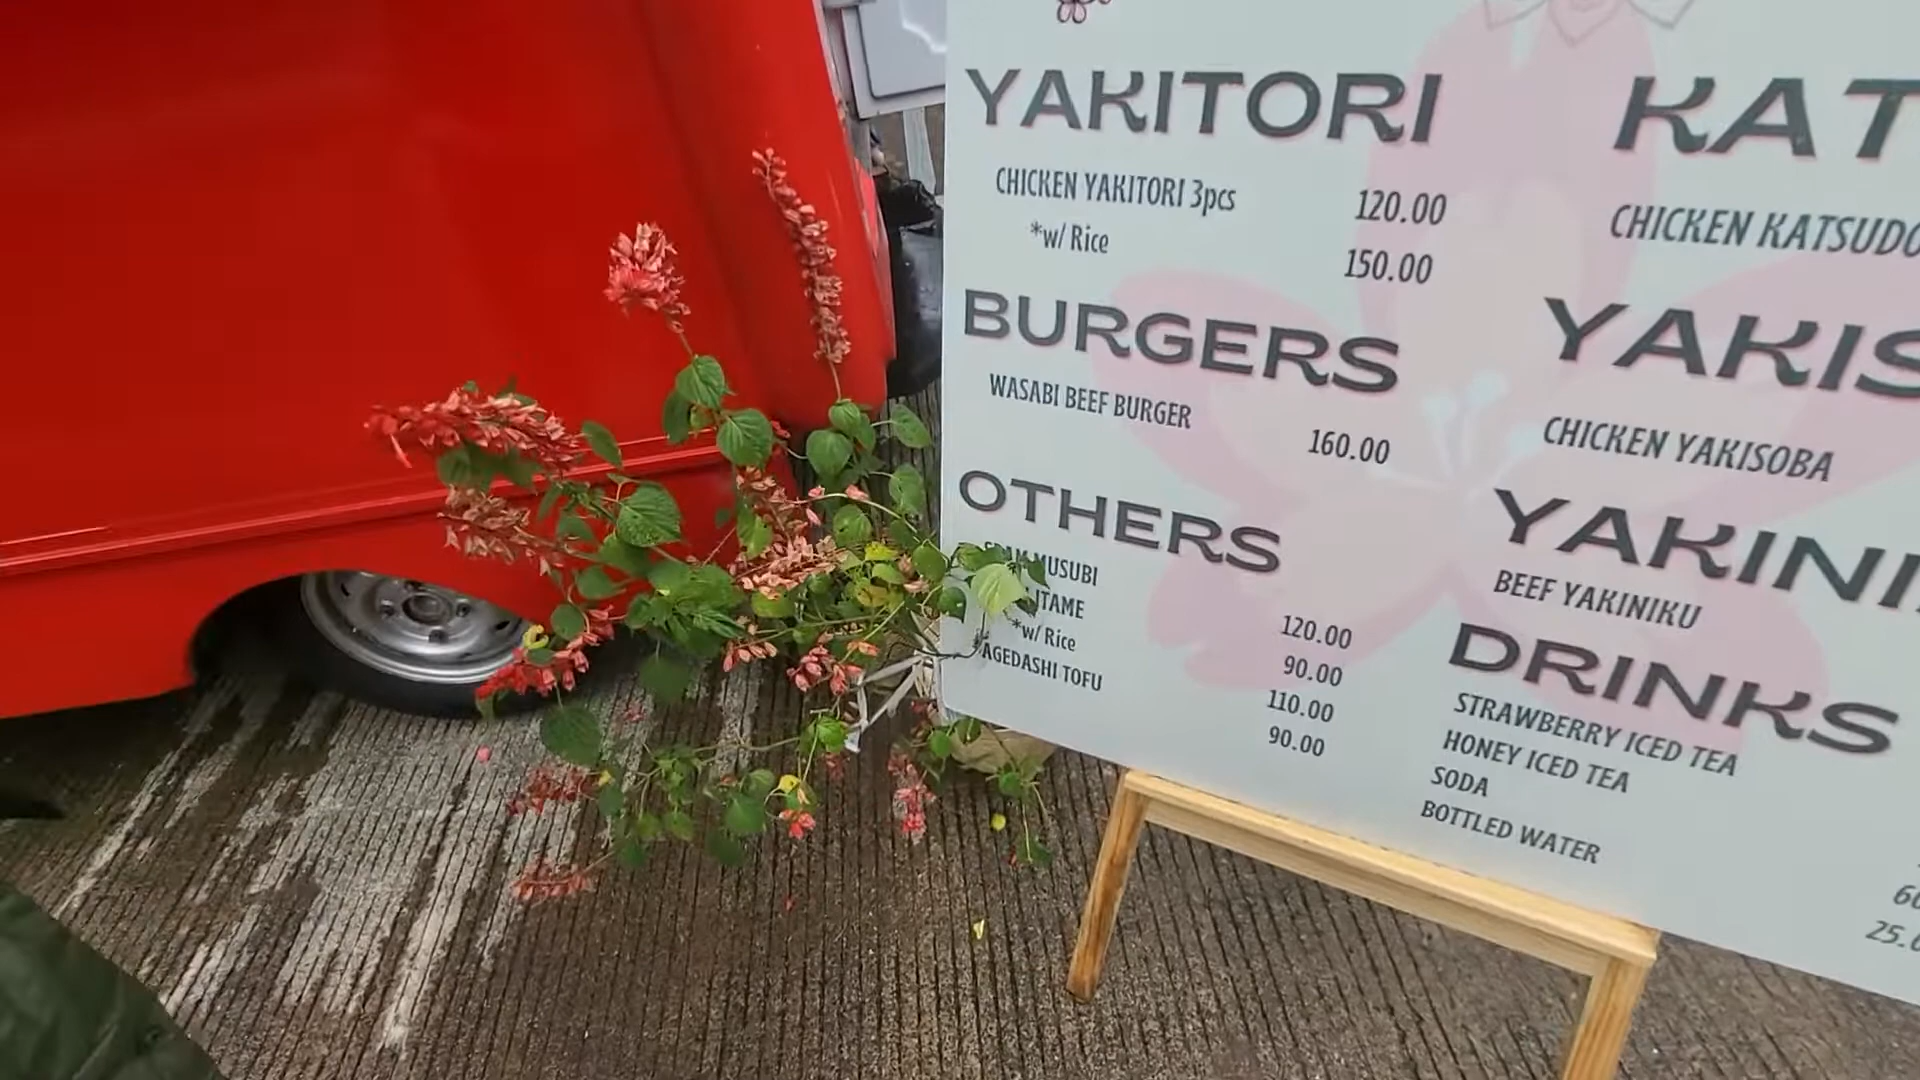 YAKITORI
CHICKEN YAKITORI 3pcs 120.00
*w/ Rice 150.00
BURGERS
WASABI BEEF BURGER 160.00
OTHERS
MUSUBI 120.00
90.00
*w/ Rice 110.00
AGEDASHI TOFU 90.00
KAT
CHICKEN KATSUDO
YAKIS
CHICKEN YAKISOBA
YAKINI
BEEF YAKINIKU
DRINKS
STRAWBERRY ICED TEA
HONEY ICED TEA
SODA
BOTTLED WATER